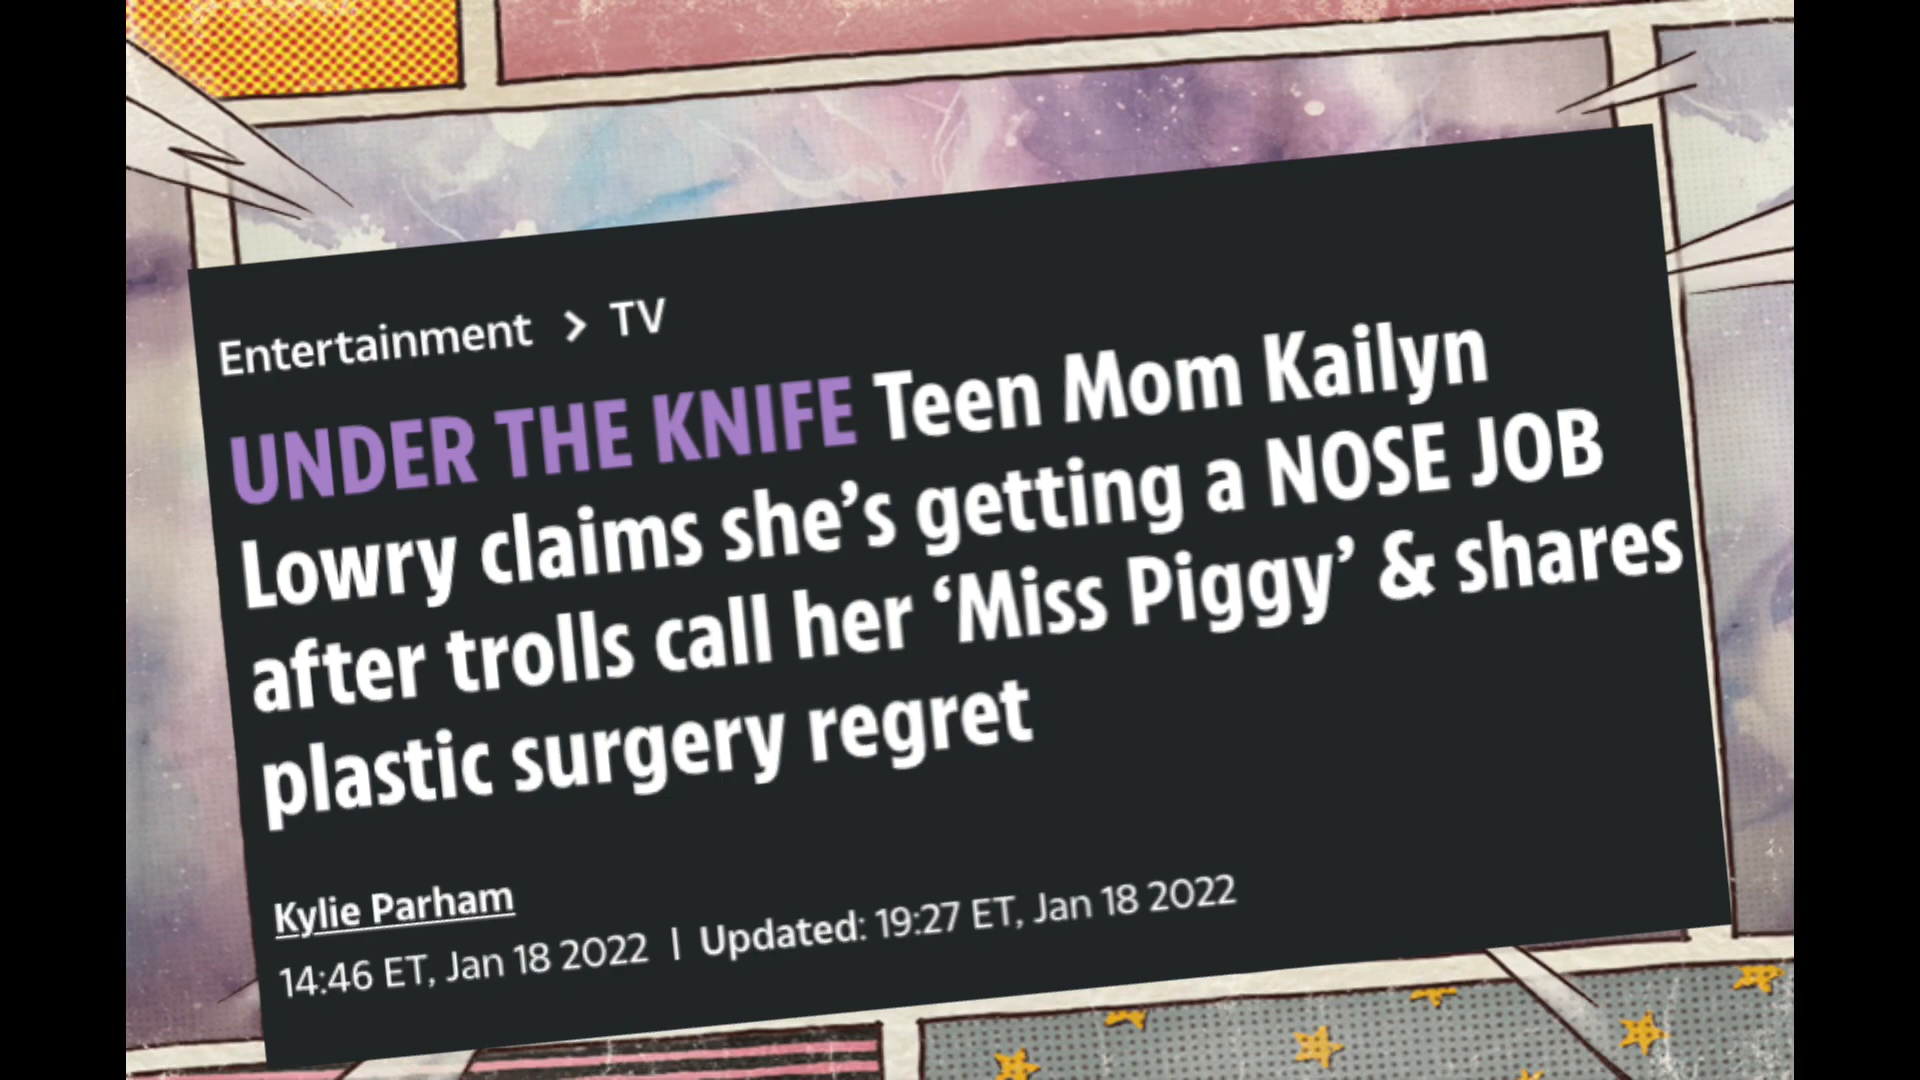 Entertainment > TV
UNDER THE KNIFE Teen Mom Kailyn
Lowry claims she’s getting a NOSE JOB
after trolls call her ‘Miss Piggy’ & shares
plastic surgery regret
Kylie Parham
14:46 ET, Jan 18 2022 | Updated: 19:27 ET, Jan 18 2022